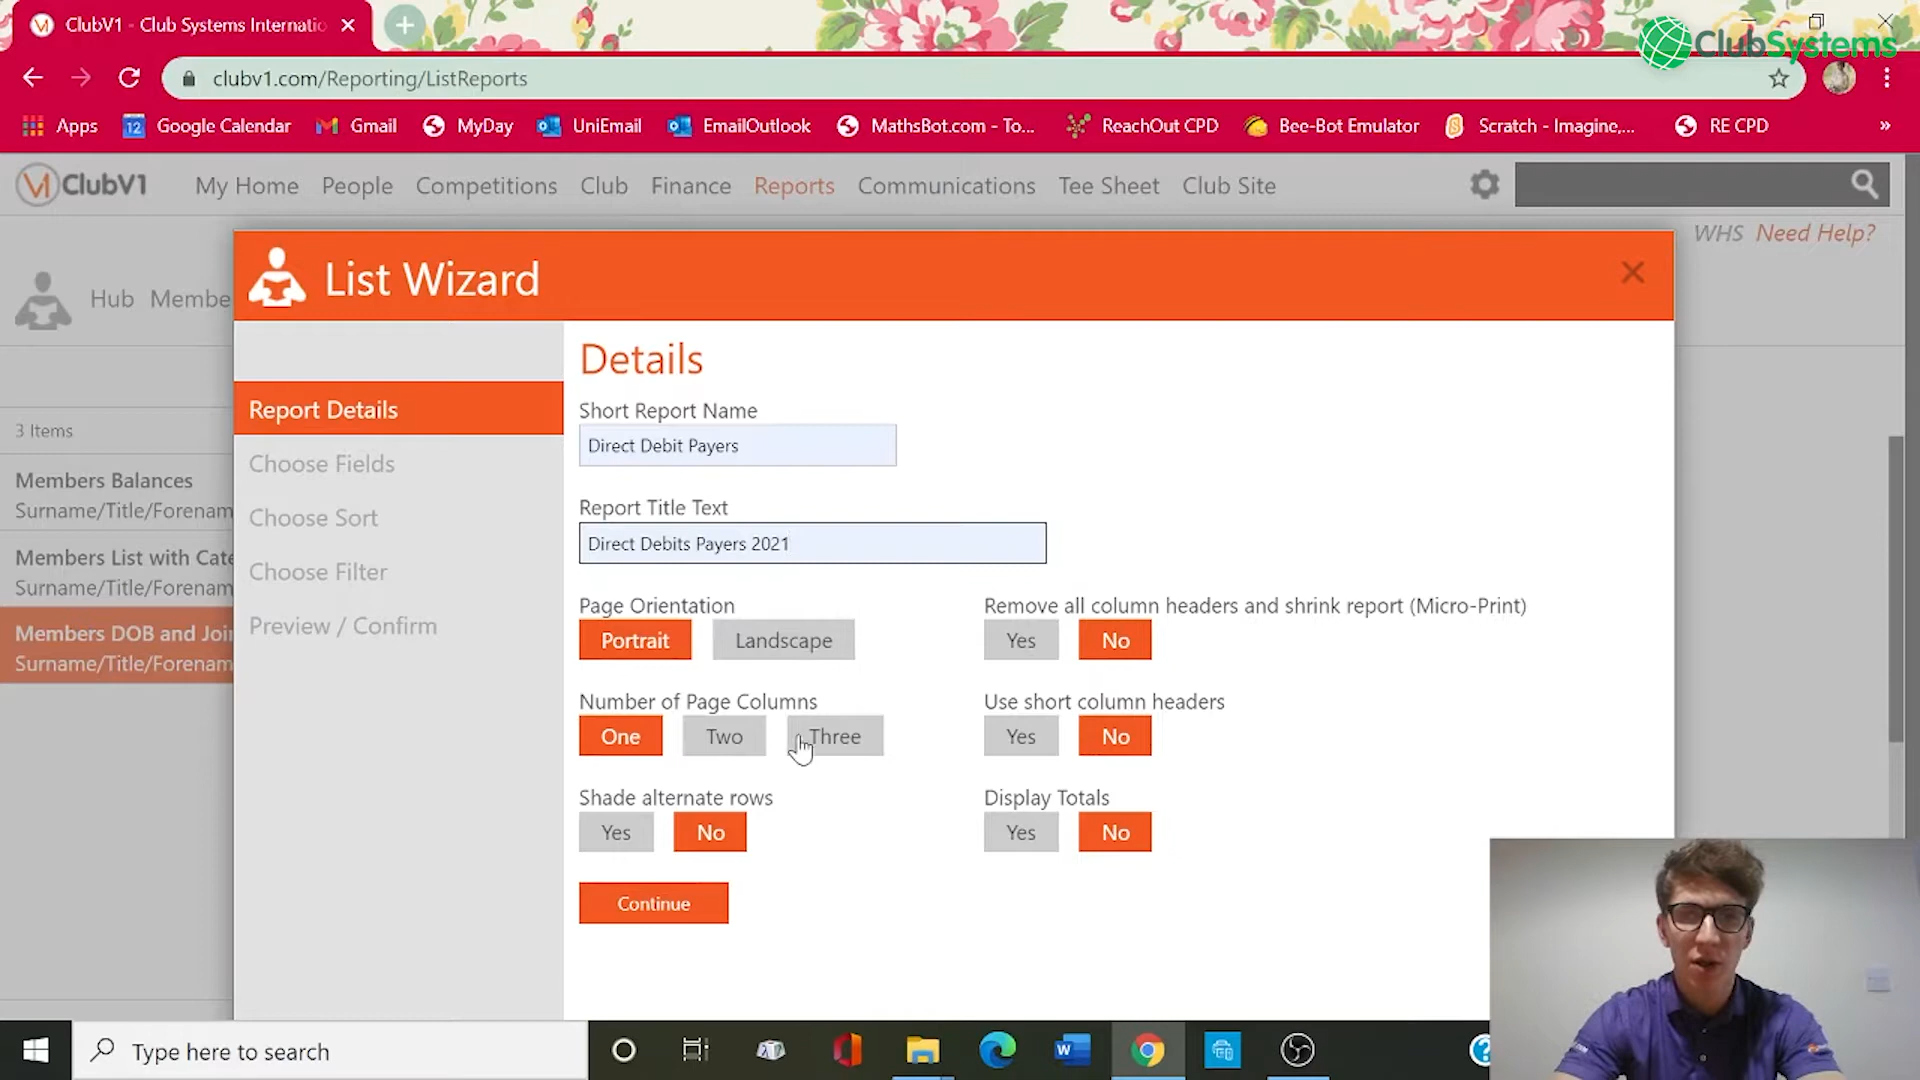 ClubV1 - Club Systems Internatio
ClubSystems
clubv1.com/Reporting/ListReports
Apps
12
Google Calendar
Gmail
MyDay
UniEmail
EmailOutlook
MathsBot.com - To...
ReachOut CPD
Bee-Bot Emulator
Scratch - Imagine,...
RE CPD
»
ClubV1
My Home
People
Competitions
Club
Finance
Reports
Communications
Tee Sheet
Club Site
WHS Need Help?
List Wizard
Hub Membe
Details
Report Details
Short Report Name
3 Items
Direct Debit Payers
Choose Fields
Members Balances
Surname/Title/Forenam
Report Title Text
Choose Sort
Direct Debits Payers 2021
Members List with Cate
Surname/Title/Forenam
Choose Filter
Page Orientation
Remove all column headers and shrink report (Micro-Print)
Preview / Confirm
Members DOB and Joi
Surname/Title/Forenam
Portrait
Landscape
Yes
No
Number of Page Columns
Use short column headers
One
Two
Three
Yes
No
Shade alternate rows
Display Totals
Yes
No
Yes
No
Continue
Type here to search